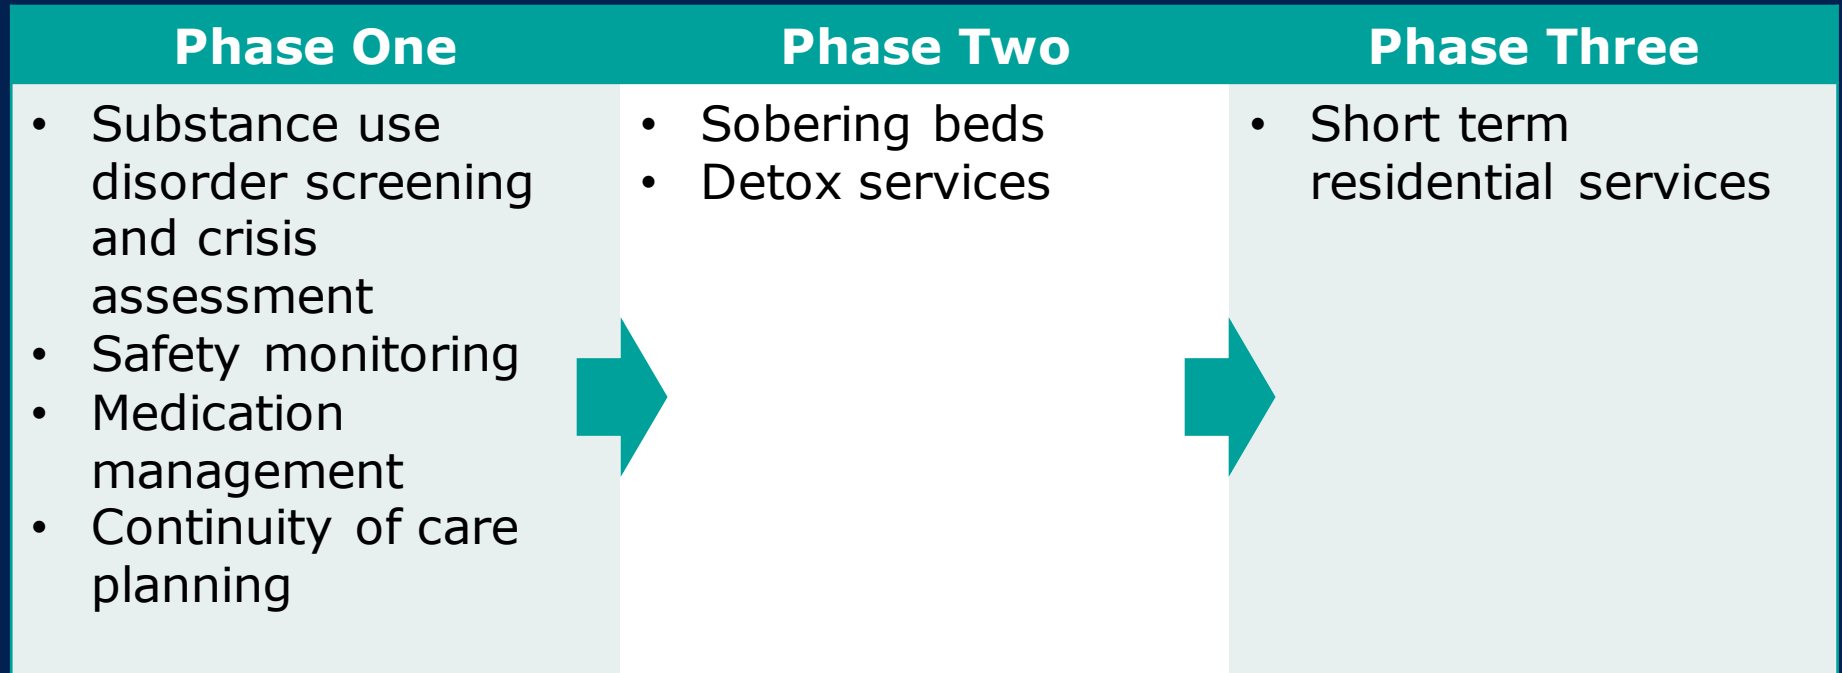 Phase One
Phase Two
Phase Three
• Substance use
disorder screening
and crisis
assessment
• Safety monitoring
• Medication
management
• Continuity of care
planning
• Sobering beds
• Detox services
• Short term
residential services